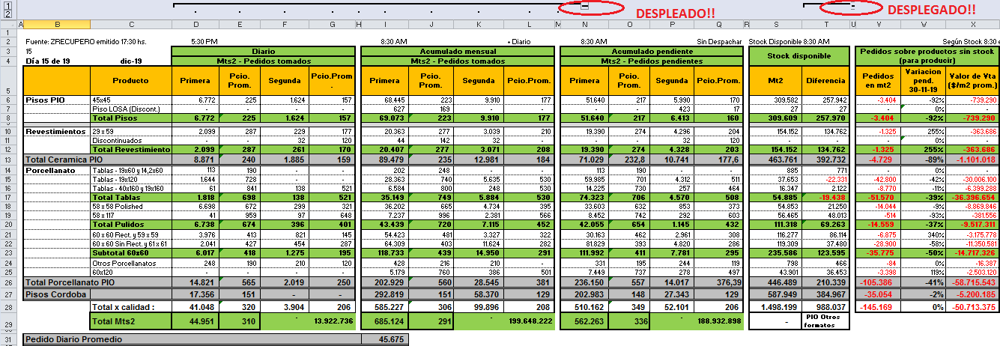 1
2
DESPLEADO!!
DESPLEGADO!!
A B C D E F G H I J K L M N O P Q R S T U V W X
1
2 Fuente: ZRECUPERO emitido 17:30 hs. 5:30 PM 8:30 AM + Diario 8:30 AM Sin Despachar Stock Disponible 8:30 AM Según Stock 8:30
3 15 Diario Acumulado mensual Acumulado pendiente Stock disponible Pedidos sobre productos sin stock (para producir)
4 Día 15 de 19 dic-19 Mts2 - Pedidos tomados Mts2 - Pedidos tomados Mts2 - Pedidos pendientes
5 Producto Primera Pcio. Prom. Segunda Pcio.Prom. Primera Pcio. Prom. Segunda Pcio.Prom. Primera Pcio. Prom. Segunda Pcio.Prom. Mt2 Diferencia Pedidos en mt2 Variacion pend. 30-11-19 Valor de Vta ($/m2 prom.)
6 Pisos PIO 45x45 6.772 225 1.624 157 68.445 223 9.910 177 51.640 217 5.990 170 309.582 257.942 -3.404 -92% -739.290
7 Piso LOSA (Discont.) - - - - 627 169 - - - - 423 17 27 27 - 0% -
8 Total Pisos 6.772 225 1.624 157 69.073 223 9.910 177 51.640 217 6.413 160 309.609 257.970 -3.404 -92% -739.290
10 Revestimientos 29 x 59 2.099 287 229 177 20.363 277 3.039 210 19.390 274 4.296 204 154.152 134.762 -1.325 255% -363.686
11 Discontinuados - - 32 120 44 142 32 - - - 32 120 - - - 0% -
12 Total Revestimiento 2.099 287 261 170 20.407 277 3.071 208 19.390 274 4.328 203 154.152 134.762 -1.325 255% -363.686
13 Total Ceramica PIO 8.871 240 1.885 159 89.479 235 12.981 184 71.029 232,8 10.741 177,6 463.761 392.732 -4.729 -89% -1.101.018
14 Porcellanato Tablas - 19x60 y 14,2x60 113 190 - - 202 248 - - 113 190 - - 885 771 - 0% -
15 Tablas - 19x120 1.644 728 - - 28.363 740 5.635 530 59.985 701 4.312 511 37.653 -22.331 -42.800 -42% -30.006.100
16 Tablas - 40x160 y 19x160 61 841 138 521 6.584 800 248 530 14.225 730 257 464 16.347 2.122 -8.770 -11% -6.399.298
17 Total Tablas 1.818 698 138 521 35.149 749 5.884 530 74.323 706 4.570 508 54.885 -19.438 -51.570 -39% -36.396.654
18 58 x 58 Polished 6.698 672 299 321 36.202 665 4.734 395 33.603 632 853 373 54.853 21.250 -14.044 -9% -8.869.846
19 58 x 117 41 959 97 648 7.237 996 2.381 566 8.452 742 292 603 56.465 48.013 -514 -93% -381.556
20 Total Pulidos 6.738 674 396 401 43.439 720 7.115 452 42.055 654 1.145 432 111.318 69.263 -14.559 -37% -9.517.311
21 60 x 60 Rect. y 59 x 59 3.976 413 821 145 54.423 481 3.327 322 30.163 462 2.961 308 116.277 86.114 -6.875 340% -3.175.778
22 60 x 60 Sin Rect. y 61 x 61 2.041 427 454 287 64.309 403 11.624 282 81.829 393 4.820 286 119.309 37.480 -28.900 -58% -11.350.581
23 Subtotal 60x60 6.017 418 1.275 195 118.733 439 14.950 291 111.992 411 7.781 295 235.586 123.595 -35.775 -50% -14.717.326
24 Otros Porcellanatos 248 190 210 120 428 216 210 - 331 195 244 119 798 466 -84 0% -16.387
25 60x120 - - - - 5.179 760 386 501 7.449 737 278 497 43.901 36.453 -3.398 119% -2.503.120
26 Total Porcellanato PIO 14.821 565 2.019 250 202.929 560 28.545 381 236.150 557 14.017 376,39 446.489 210.339 -105.386 -41% -58.715.543
27 Pisos Cordoba 17.356 151 - - 292.819 151 58.370 129 202.983 148 27.343 129 587.949 384.967 -35.054 -2% -5.200.185
28 Total x calidad : 41.048 320 3.904 206 585.227 306 99.896 208 510.162 349 52.101 206 1.498.199 988.037 -145.169 0% -50.713.375
29 Total Mts2 44.951 310 - 13.922.736 685.124 291 - 199.648.222 562.263 336 - 188.932.898 - PIO Otros formatos
31 Pedido Diario Promedio 45.675